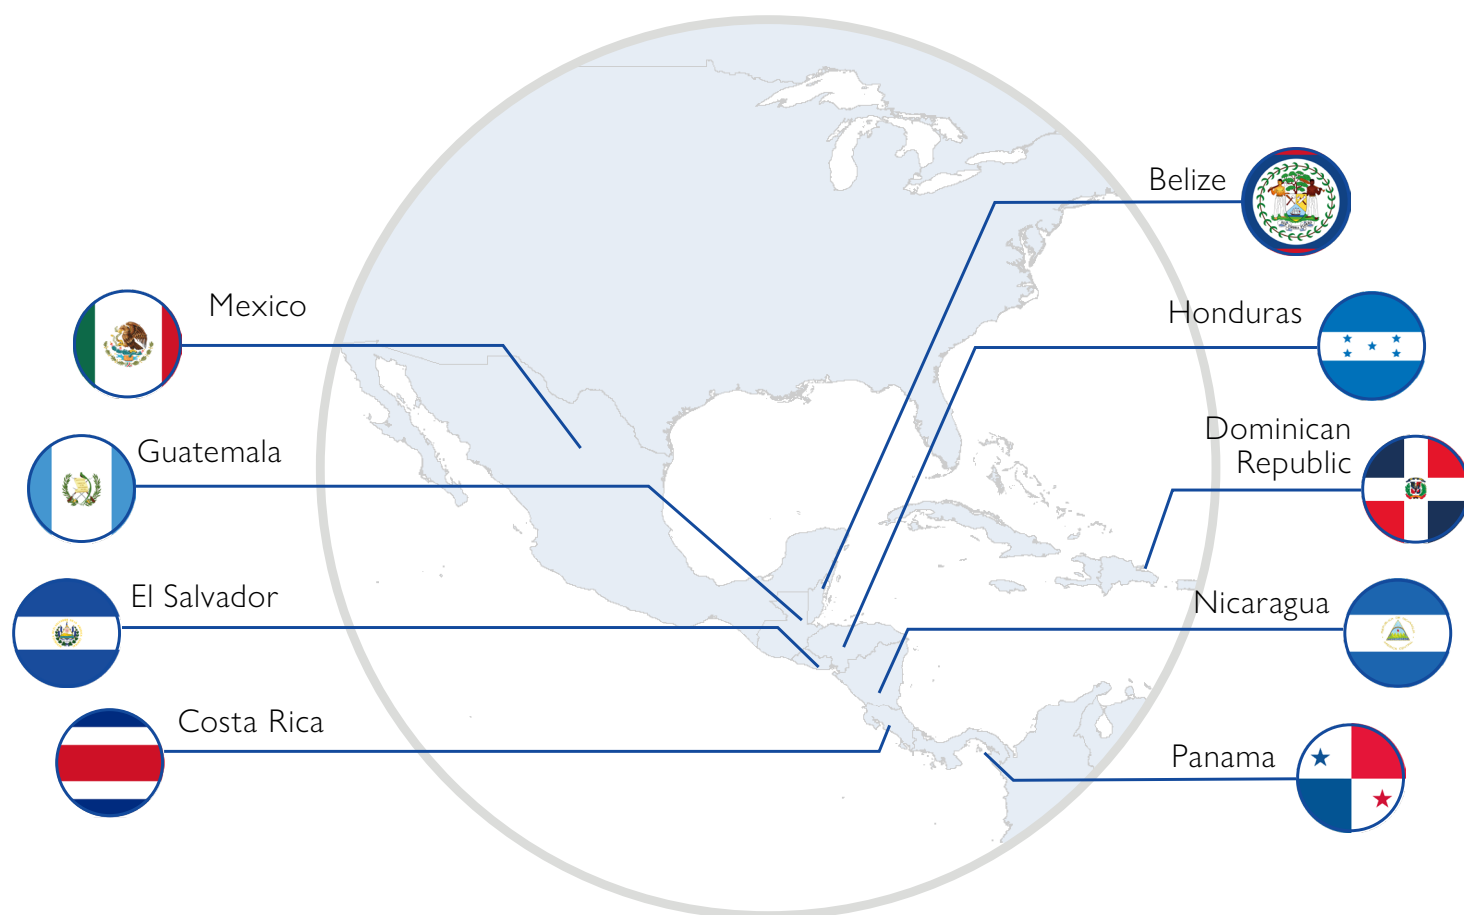 Belize
Mexico
Honduras
Dominican
Republic
Guatemala
El Salvador
Nicaragua
Costa Rica
Panama